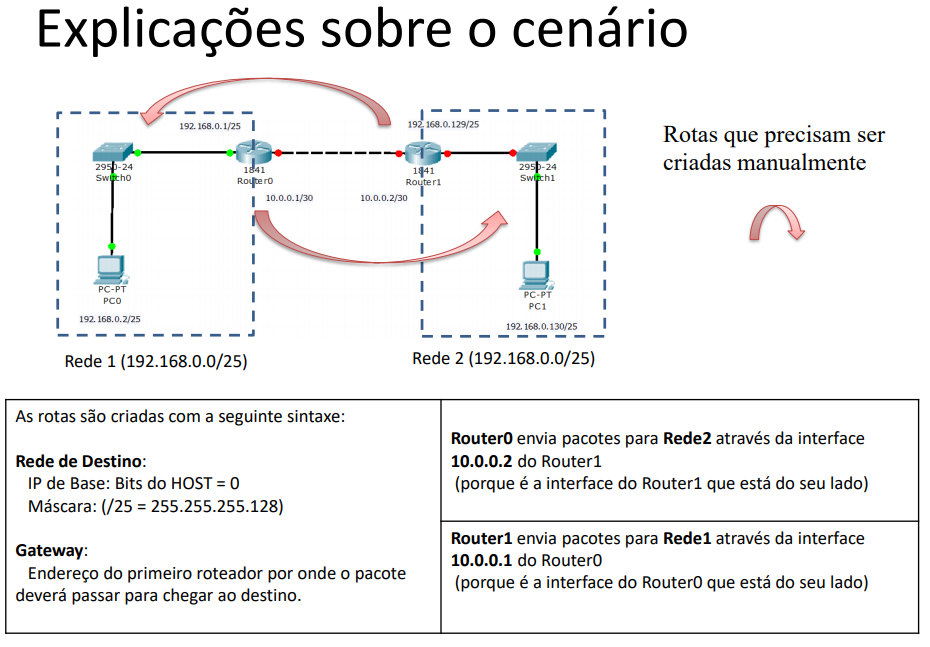 Explicações sobre o cenário
192.168.0.1/25
192.168.0.129/25
2950-24
Switch0
1841
Router0
1841
Router1
2950-24
Switch1
10.0.0.1/30
10.0.0.2/30
PC-PT
PC0
192.168.0.2/25
PC-PT
PC1
192.168.0.130/25
Rede 1 (192.168.0.0/25)
Rede 2 (192.168.0.0/25)
Rotas que precisam ser
criadas manualmente
As rotas são criadas com a seguinte sintaxe:
Rede de Destino:
IP de Base: Bits do HOST = 0
Máscara: (/25 = 255.255.255.128)
Gateway:
Endereço do primeiro roteador por onde o pacote
deverá passar para chegar ao destino.
Router0 envia pacotes para Rede2 através da interface
10.0.0.2 do Router1
(porque é a interface do Router1 que está do seu lado)
Router1 envia pacotes para Rede1 através da interface
10.0.0.1 do Router0
(porque é a interface do Router0 que está do seu lado)